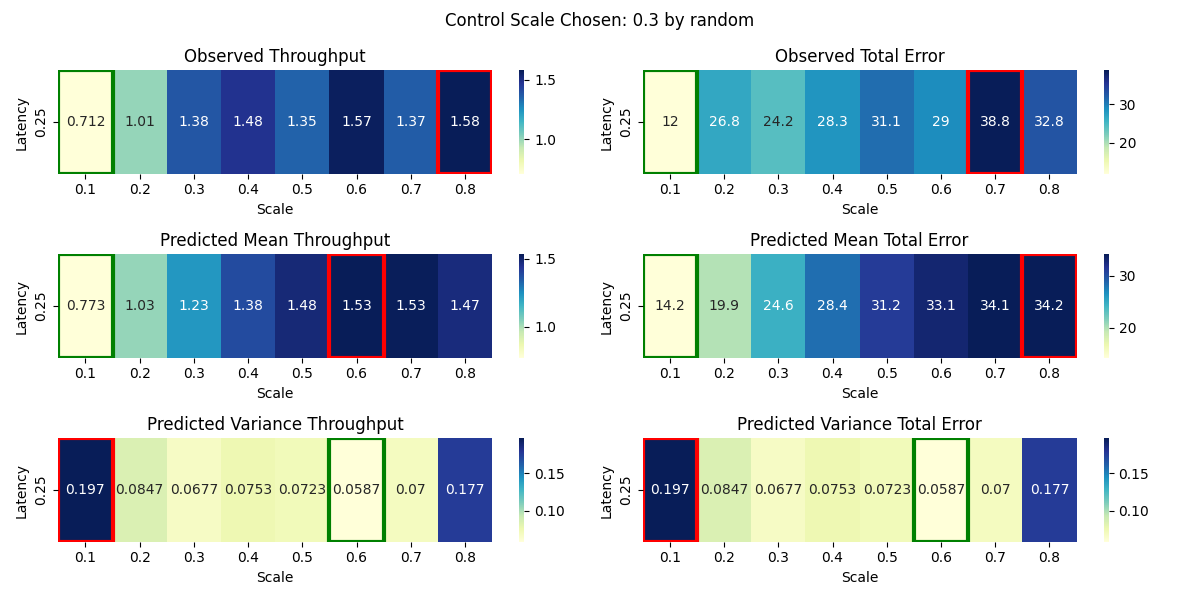 Control Scale Chosen: 0.3 by random
Observed Throughput
Latency
0.25
0.712 1.01 1.38 1.48 1.35 1.57 1.37 1.58
0.1 0.2 0.3 0.4 0.5 0.6 0.7 0.8
Scale
1.5
1.0
Observed Total Error
Latency
0.25
12 26.8 24.2 28.3 31.1 29 38.8 32.8
0.1 0.2 0.3 0.4 0.5 0.6 0.7 0.8
Scale
30
20
Predicted Mean Throughput
Latency
0.25
0.773 1.03 1.23 1.38 1.48 1.53 1.53 1.47
0.1 0.2 0.3 0.4 0.5 0.6 0.7 0.8
Scale
1.5
1.0
Predicted Mean Total Error
Latency
0.25
14.2 19.9 24.6 28.4 31.2 33.1 34.1 34.2
0.1 0.2 0.3 0.4 0.5 0.6 0.7 0.8
Scale
30
20
Predicted Variance Throughput
Latency
0.25
0.197 0.0847 0.0677 0.0753 0.0723 0.0587 0.07 0.177
0.1 0.2 0.3 0.4 0.5 0.6 0.7 0.8
Scale
0.15
0.10
Predicted Variance Total Error
Latency
0.25
0.197 0.0847 0.0677 0.0753 0.0723 0.0587 0.07 0.177
0.1 0.2 0.3 0.4 0.5 0.6 0.7 0.8
Scale
0.15
0.10